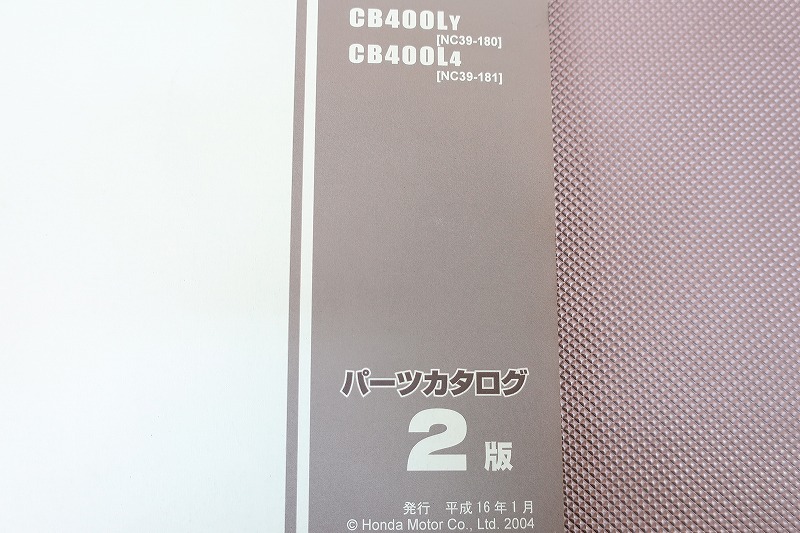 CB400LY
[NC39-180]
CB400L4
[NC39-181]
パーツカタログ
2 版
発行 平成16年1月
© Honda Motor Co., Ltd. 2004